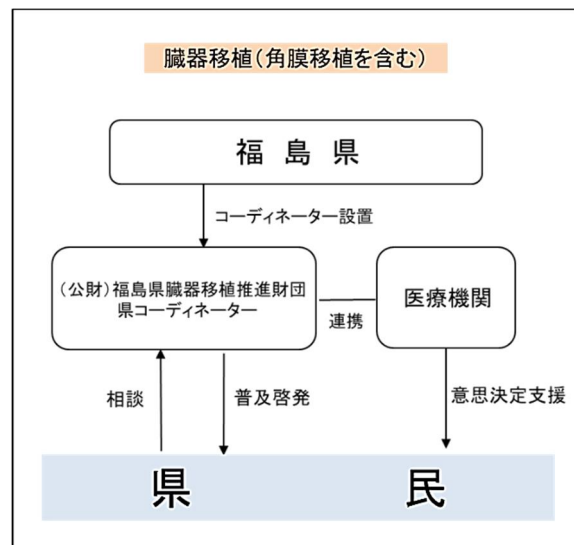 臓器移植(角膜移植を含む)
福 島 県
コーディネーター設置
(公財)福島県臓器移植推進財団
県コーディネーター
医療機関
連携
相談
普及啓発
意思決定支援
県 民